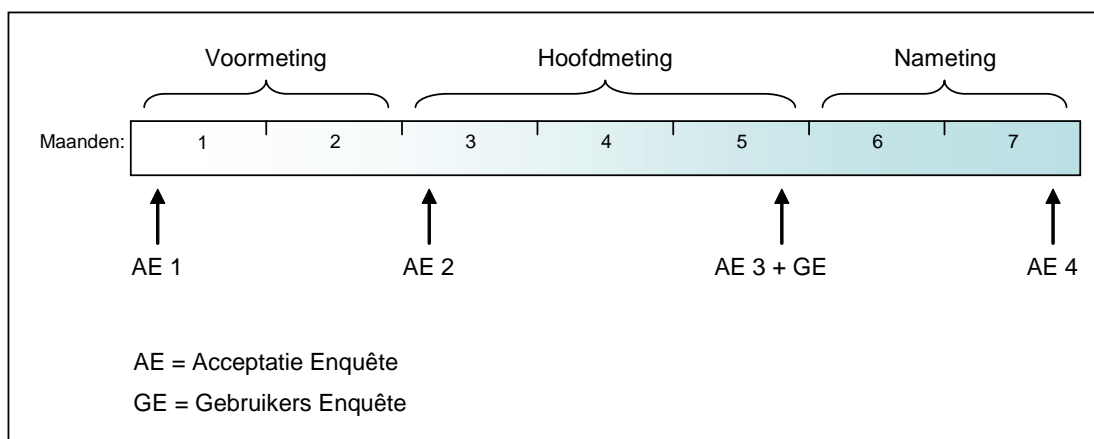 Voormeting Hoofdmeting Nameting
Maanden: 1 2 3 4 5 6 7
AE 1 AE 2 AE 3 + GE AE 4
AE = Acceptatie Enquête
GE = Gebruikers Enquête